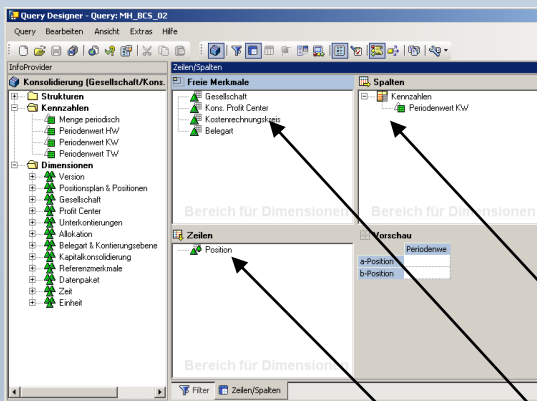 Query Designer - Query: MH_BCS_02
Query Bearbeiten Ansicht Extras Hilfe
InfoProvider
Konsolidierung (Gesellschaft/Kons.
Strukturen
Kennzahlen
Menge periodisch
Periodenwert HW
Periodenwert KW
Periodenwert TW
Dimensionen
Version
Positionsplan & Positionen
Gesellschaft
Profit Center
Unterkontierungen
Allokation
Belegart & Kontierungsebene
Kapitalkonsolidierung
Referenzmerkmale
Datenpaket
Zeit
Einheit
Zeilen/Spalten
Freie Merkmale
Gesellschaft
Kons. Profit Center
Kostenrechnungskreis
Belegart
Bereich für Dimensionen
Spalten
Kennzahlen
Periodenwert KW
Bereich für Dimensionen
Zeilen
Position
Bereich für Dimensionen
Vorschau
Periodenwe
a-Position
b-Position
Filter Zeilen/Spalten